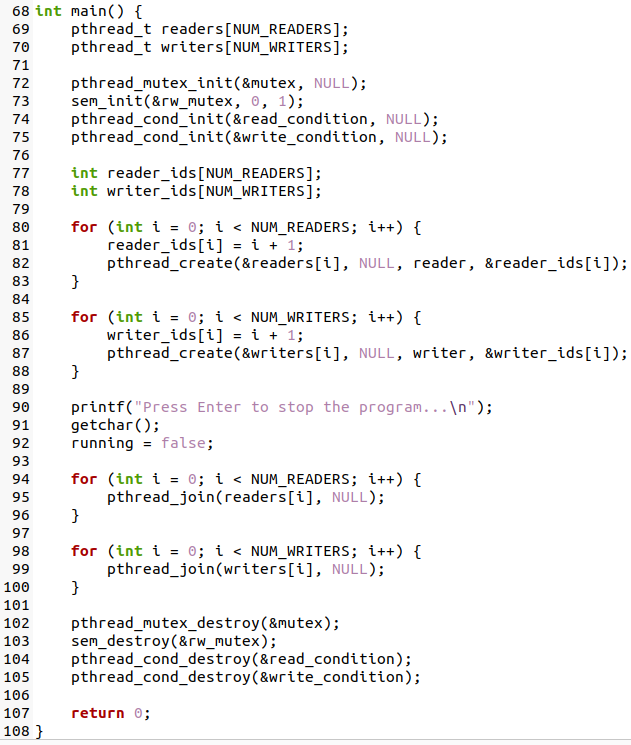 68 int main() {
69     pthread_t readers[NUM_READERS];
70     pthread_t writers[NUM_WRITERS];
71
72     pthread_mutex_init(&mutex, NULL);
73     sem_init(&rw_mutex, 0, 1);
74     pthread_cond_init(&read_condition, NULL);
75     pthread_cond_init(&write_condition, NULL);
76
77     int reader_ids[NUM_READERS];
78     int writer_ids[NUM_WRITERS];
79
80     for (int i = 0; i < NUM_READERS; i++) {
81         reader_ids[i] = i + 1;
82         pthread_create(&readers[i], NULL, reader, &reader_ids[i]);
83     }
84
85     for (int i = 0; i < NUM_WRITERS; i++) {
86         writer_ids[i] = i + 1;
87         pthread_create(&writers[i], NULL, writer, &writer_ids[i]);
88     }
89
90     printf("Press Enter to stop the program...\n");
91     getchar();
92     running = false;
93
94     for (int i = 0; i < NUM_READERS; i++) {
95         pthread_join(readers[i], NULL);
96     }
97
98     for (int i = 0; i < NUM_WRITERS; i++) {
99         pthread_join(writers[i], NULL);
100     }
101
102     pthread_mutex_destroy(&mutex);
103     sem_destroy(&rw_mutex);
104     pthread_cond_destroy(&read_condition);
105     pthread_cond_destroy(&write_condition);
106
107     return 0;
108 }